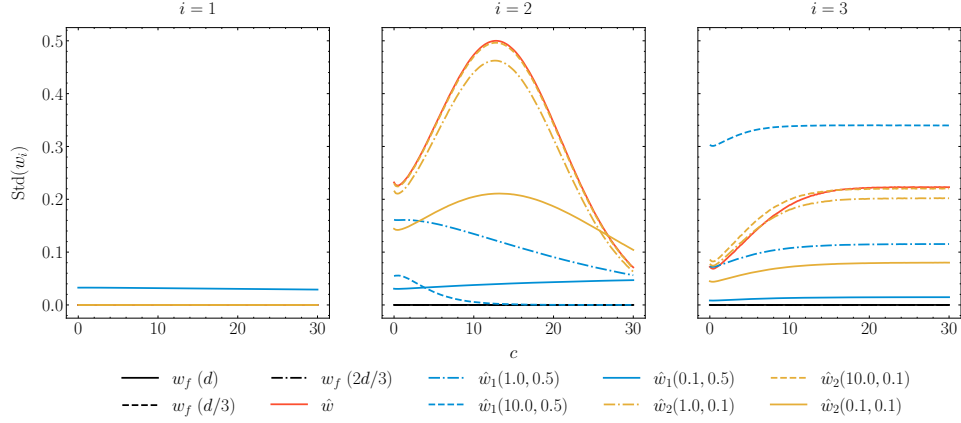 i = 1
i = 2
i = 3
Std(w_i)
0.5
0.4
0.3
0.2
0.1
0.0
0 10 20 30
0 10 20 30
0 10 20 30
c
w_f (d)
w_f (2d/3)
ŵ_1(1.0, 0.5)
ŵ_1(0.1, 0.5)
ŵ_2(10.0, 0.1)
w_f (d/3)
ŵ
ŵ_1(10.0, 0.5)
ŵ_2(1.0, 0.1)
ŵ_2(0.1, 0.1)